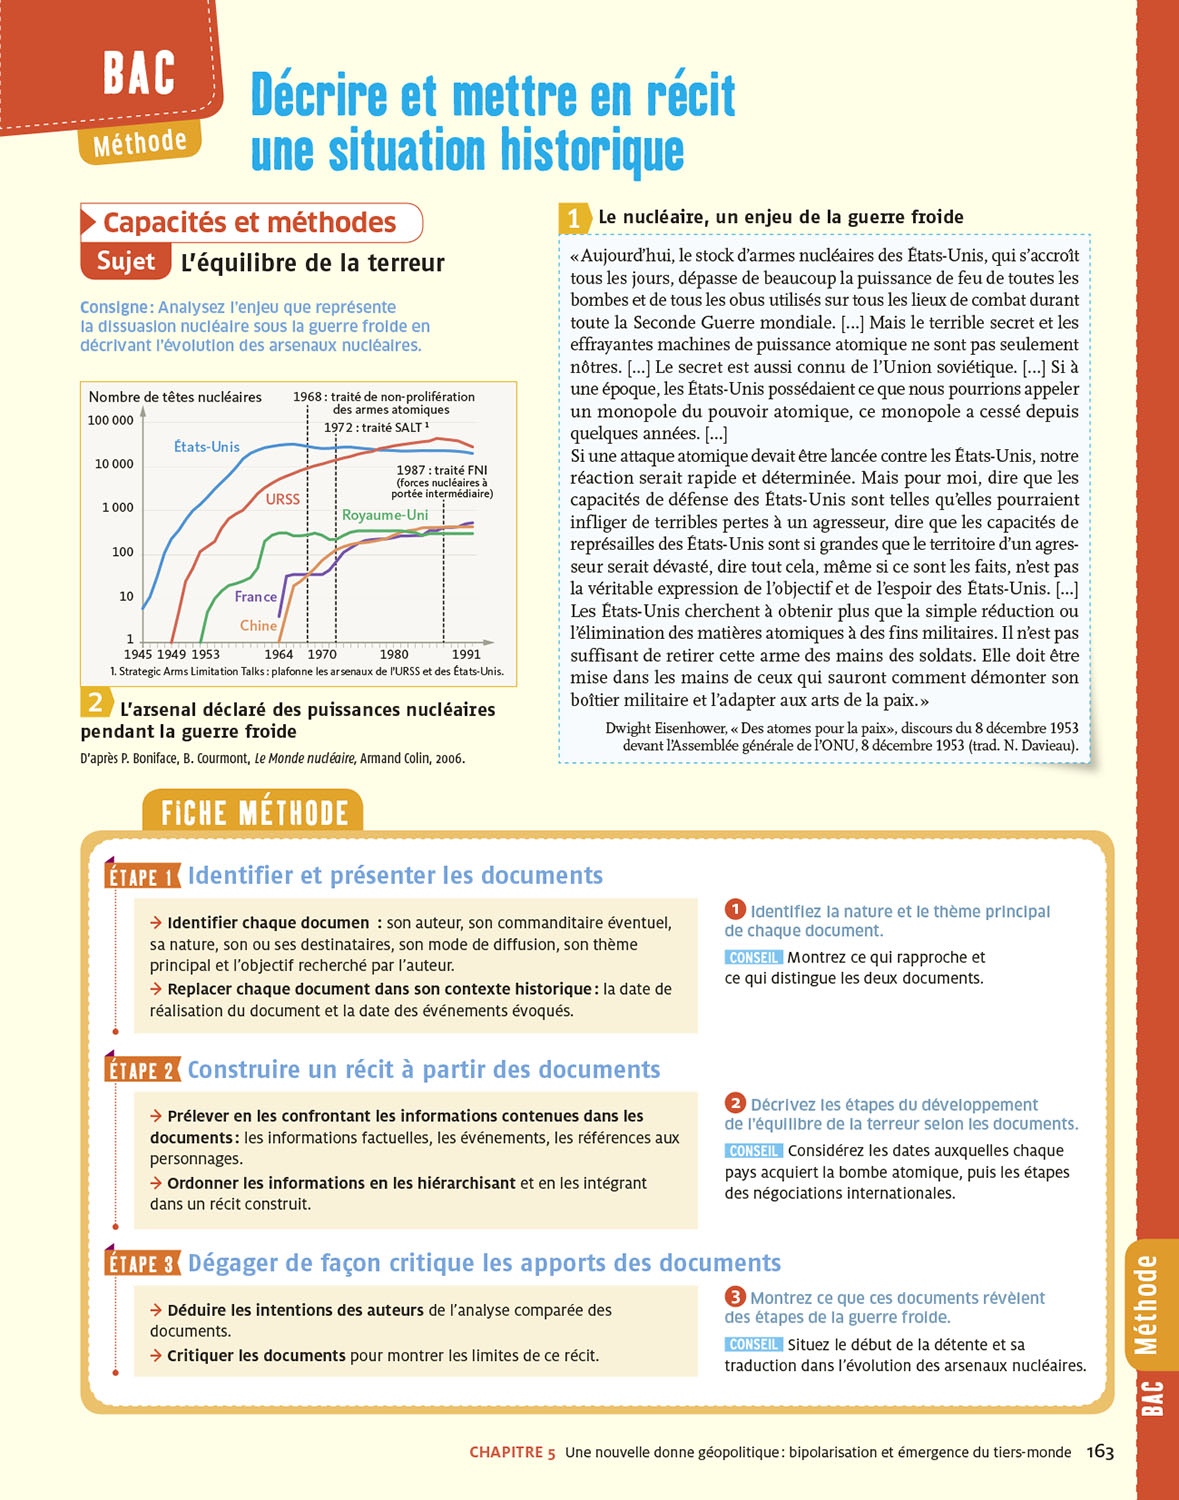 BAC
Méthode
Décrire et mettre en récit
une situation historique
Capacités et méthodes
Sujet L'équilibre de la terreur
Consigne : Analysez l'enjeu que représente
la dissuasion nucléaire sous la guerre froide en
décrivant l'évolution des arsenaux nucléaires.
Nombre de têtes nucléaires
1968 : traité de non-prolifération
des armes atomiques
1972 : traité SALT 1
1987 : traité FNI
(forces nucléaires à
portée intermédiaire)
100 000
10 000
1 000
100
10
1
États-Unis
URSS
Royaume-Uni
France
Chine
1945 1949 1953 1964 1970 1980 1991
1. Strategic Arms Limitation Talks : plafonne les arsenaux de l'URSS et des États-Unis.
2 L'arsenal déclaré des puissances nucléaires
pendant la guerre froide
D'après P. Boniface, B. Courmont, Le Monde nucléaire, Armand Colin, 2006.
1 Le nucléaire, un enjeu de la guerre froide
« Aujourd'hui, le stock d'armes nucléaires des États-Unis, qui s'accroît
tous les jours, dépasse de beaucoup la puissance de feu de toutes les
bombes et de tous les obus utilisés sur tous les lieux de combat durant
toute la Seconde Guerre mondiale. [...] Mais le terrible secret et les
effrayantes machines de puissance atomique ne sont pas seulement
nôtres. [...] Le secret est aussi connu de l'Union soviétique. [...] Si à
une époque, les États-Unis possédaient ce que nous pourrions appeler
un monopole du pouvoir atomique, ce monopole a cessé depuis
quelques années. [...]
Si une attaque atomique devait être lancée contre les États-Unis, notre
réaction serait rapide et déterminée. Mais pour moi, dire que les
capacités de défense des États-Unis sont telles qu'elles pourraient
infliger de terribles pertes à un agresseur, dire que les capacités de
représailles des États-Unis sont si grandes que le territoire d'un agres-
seur serait dévasté, dire tout cela, même si ce sont les faits, n'est pas
la véritable expression de l'objectif et de l'espoir des États-Unis. [...]
Les États-Unis cherchent à obtenir plus que la simple réduction ou
l'élimination des matières atomiques à des fins militaires. Il n'est pas
suffisant de retirer cette arme des mains des soldats. Elle doit être
mise dans les mains de ceux qui sauront comment démonter son
boîtier militaire et l'adapter aux arts de la paix. »
Dwight Eisenhower, « Des atomes pour la paix», discours du 8 décembre 1953
devant l'Assemblée générale de l'ONU, 8 décembre 1953 (trad. N. Davieau).
FICHE MÉTHODE
ÉTAPE 1 Identifier et présenter les documents
→ Identifier chaque documen : son auteur, son commanditaire éventuel,
sa nature, son ou ses destinataires, son mode de diffusion, son thème
principal et l'objectif recherché par l'auteur.
→ Replacer chaque document dans son contexte historique : la date de
réalisation du document et la date des événements évoqués.
1 Identifiez la nature et le thème principal
de chaque document.
CONSEIL Montrez ce qui rapproche et
ce qui distingue les deux documents.
ÉTAPE 2 Construire un récit à partir des documents
→ Prélever en les confrontant les informations contenues dans les
documents : les informations factuelles, les événements, les références aux
personnages.
→ Ordonner les informations en les hiérarchisant et en les intégrant
dans un récit construit.
2 Décrivez les étapes du développement
de l'équilibre de la terreur selon les documents.
CONSEIL Considérez les dates auxquelles chaque
pays acquiert la bombe atomique, puis les étapes
des négociations internationales.
ÉTAPE 3 Dégager de façon critique les apports des documents
→ Déduire les intentions des auteurs de l'analyse comparée des
documents.
→ Critiquer les documents pour montrer les limites de ce récit.
3 Montrez ce que ces documents révèlent
des étapes de la guerre froide.
CONSEIL Situez le début de la détente et sa
traduction dans l'évolution des arsenaux nucléaires.
BAC Méthode
CHAPITRE 5 Une nouvelle donne géopolitique : bipolarisation et émergence du tiers-monde 163